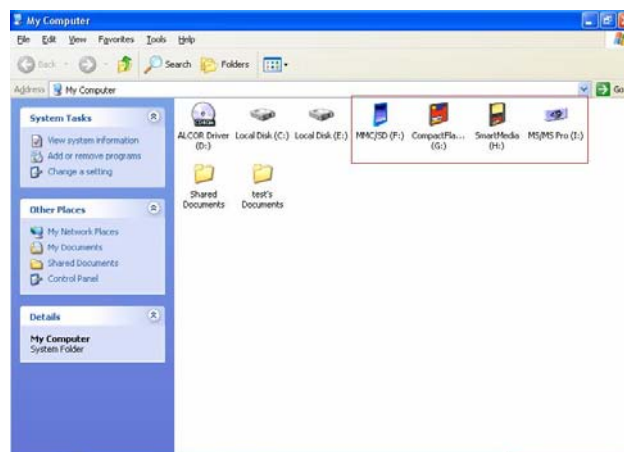 My Computer
File Edit View Favorites Tools Help
Back Search Folders
Address My Computer Go
System Tasks
View system information
Add or remove programs
Change a setting
Other Places
My Network Places
My Documents
Shared Documents
Control Panel
Details
My Computer
System Folder
ALCOR Driver (D:)
Local Disk (C:)
Local Disk (E:)
MMC/SD (F:)
CompactFla... (G:)
SmartMedia (H:)
MS/MS Pro (I:)
Shared Documents
test's Documents